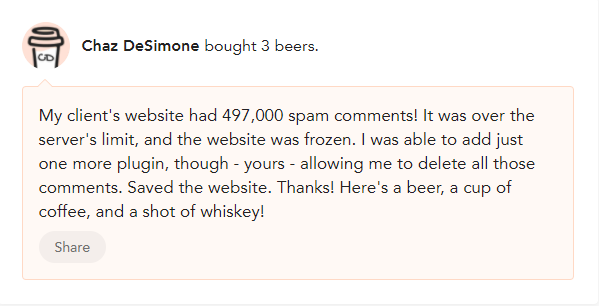 CD
Chaz DeSimone bought 3 beers.
My client's website had 497,000 spam comments! It was over the
server's limit, and the website was frozen. I was able to add just
one more plugin, though - yours - allowing me to delete all those
comments. Saved the website. Thanks! Here's a beer, a cup of
coffee, and a shot of whiskey!
Share